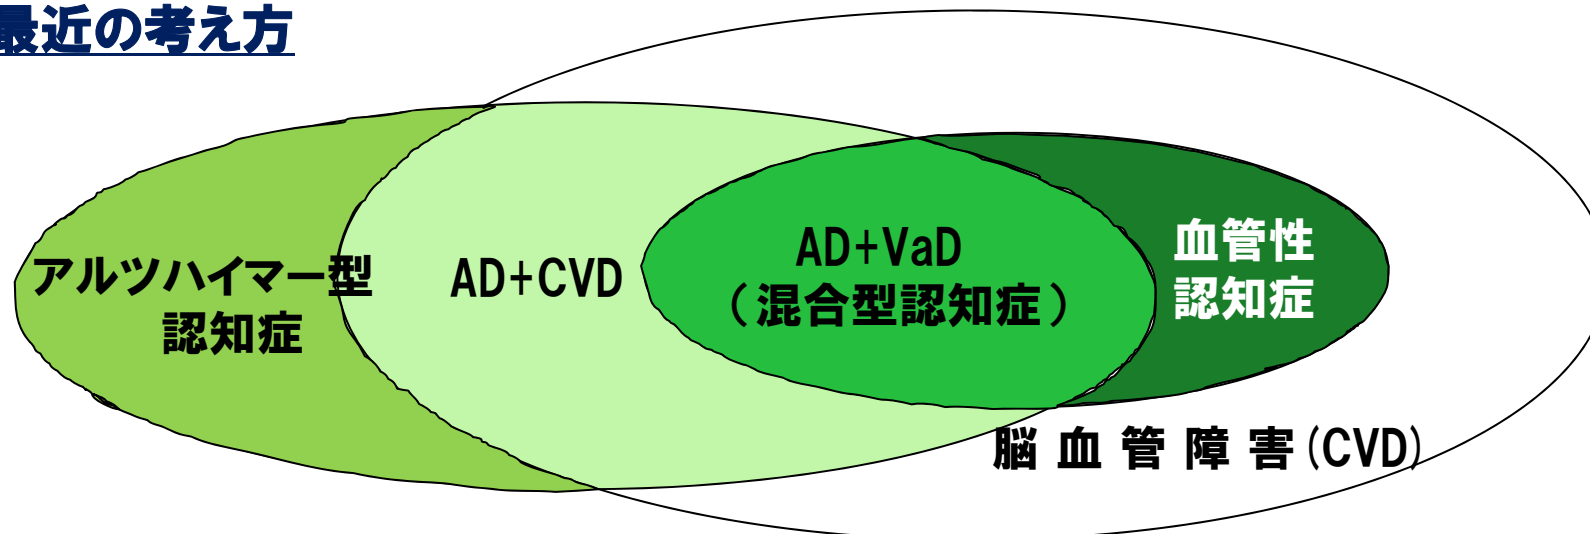 最近の考え方
アルツハイマー型
認知症
AD+CVD
AD+VaD
(混合型認知症)
血管性
認知症
脳血管障害(CVD)